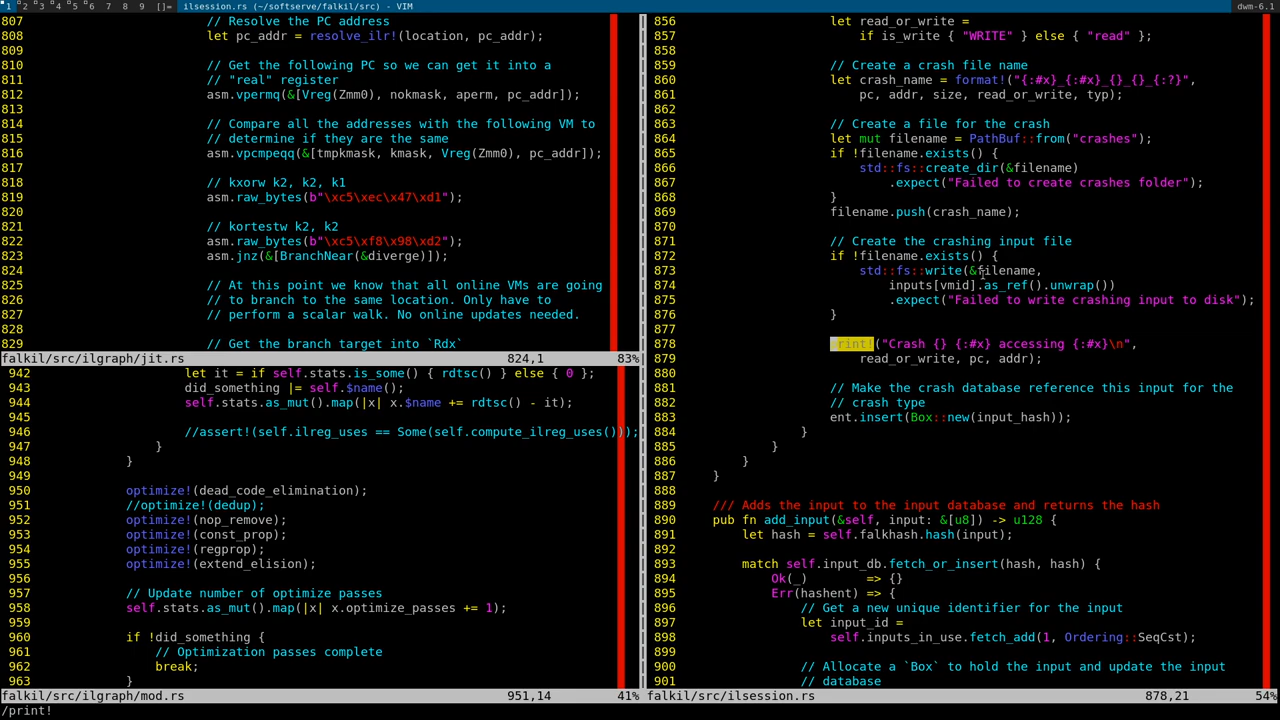 1 2 3 4 5 6 7 8 9 []= ilsession.rs (~/softserve/falkil/src) - VIM dwm-6.1
807 // Resolve the PC address
808 let pc_addr = resolve_ilr!(location, pc_addr);
809
810 // Get the following PC so we can get it into a
811 // "real" register
812 asm.vpermq(&[Vreg(Zmm0), nokmask, aperm, pc_addr]);
813
814 // Compare all the addresses with the following VM to
815 // determine if they are the same
816 asm.vpcmpeqq(&[tmpkmask, kmask, Vreg(Zmm0), pc_addr]);
817
818 // kxorw k2, k2, k1
819 asm.raw_bytes(b"\xc5\xec\x47\xd1");
820
821 // kortestw k2, k2
822 asm.raw_bytes(b"\xc5\xf8\x98\xd2");
823 asm.jnz(&[BranchNear(&diverge)]);
824
825 // At this point we know that all online VMs are going
826 // to branch to the same location. Only have to
827 // perform a scalar walk. No online updates needed.
828
829 // Get the branch target into `Rdx`
falkil/src/ilgraph/jit.rs 824,1 83%
942 let it = if self.stats.is_some() { rdtsc() } else { 0 };
943 did_something |= self.$name();
944 self.stats.as_mut().map(|x| x.$name += rdtsc() - it);
945
946 //assert!(self.ilreg_uses == Some(self.compute_ilreg_uses()));
947 }
948 }
949
950 optimize!(dead_code_elimination);
951 //optimize!(dedup);
952 optimize!(nop_remove);
953 optimize!(const_prop);
954 optimize!(regprop);
955 optimize!(extend_elision);
956
957 // Update number of optimize passes
958 self.stats.as_mut().map(|x| x.optimize_passes += 1);
959
960 if !did_something {
961 // Optimization passes complete
962 break;
963 }
falkil/src/ilgraph/mod.rs 951,14 41%
856 let read_or_write =
857 if is_write { "WRITE" } else { "read" };
858
859 // Create a crash file name
860 let crash_name = format!("{:#x}_{:#x}_{}_{}_{:?}",
861 pc, addr, size, read_or_write, typ);
862
863 // Create a file for the crash
864 let mut filename = PathBuf::from("crashes");
865 if !filename.exists() {
866 std::fs::create_dir(&filename)
867 .expect("Failed to create crashes folder");
868 }
869 filename.push(crash_name);
870
871 // Create the crashing input file
872 if !filename.exists() {
873 std::fs::write(&filename,
874 inputs[vmid].as_ref().unwrap())
875 .expect("Failed to write crashing input to disk");
876 }
877
878 print!("Crash {} {:#x} accessing {:#x}\n",
879 read_or_write, pc, addr);
880
881 // Make the crash database reference this input for the
882 // crash type
883 ent.insert(Box::new(input_hash));
884 }
885 }
886 }
887 }
888
889 /// Adds the input to the input database and returns the hash
890 pub fn add_input(&self, input: &[u8]) -> u128 {
891 let hash = self.falkhash.hash(input);
892
893 match self.input_db.fetch_or_insert(hash, hash) {
894 Ok(_) => {}
895 Err(hashent) => {
896 // Get a new unique identifier for the input
897 let input_id =
898 self.inputs_in_use.fetch_add(1, Ordering::SeqCst);
899
900 // Allocate a `Box` to hold the input and update the input
901 // database
falkil/src/ilsession.rs 878,21 54%
/print!